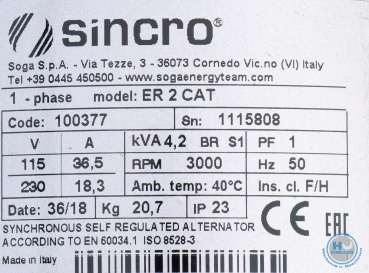 sincro®
Soga S.p.A. - Via Tezze, 3 - 36073 Cornedo Vic.no (VI) Italy
Tel +39 0445 450500 - www.sogaenergyteam.com
1 - phase model: ER 2 CAT
Code: 100377 Sn: 1115808
V A kVA 4,2 BR S1 PF 1
115 36,5 RPM 3000 Hz 50
230 18,3 Amb. temp: 40°C Ins. cl. F/H
Date: 36/18 Kg 20,7 IP 23 CE EAC
SYNCHRONOUS SELF REGULATED ALTERNATOR
ACCORDING TO EN 60034.1 ISO 8528-3
Made in Italy